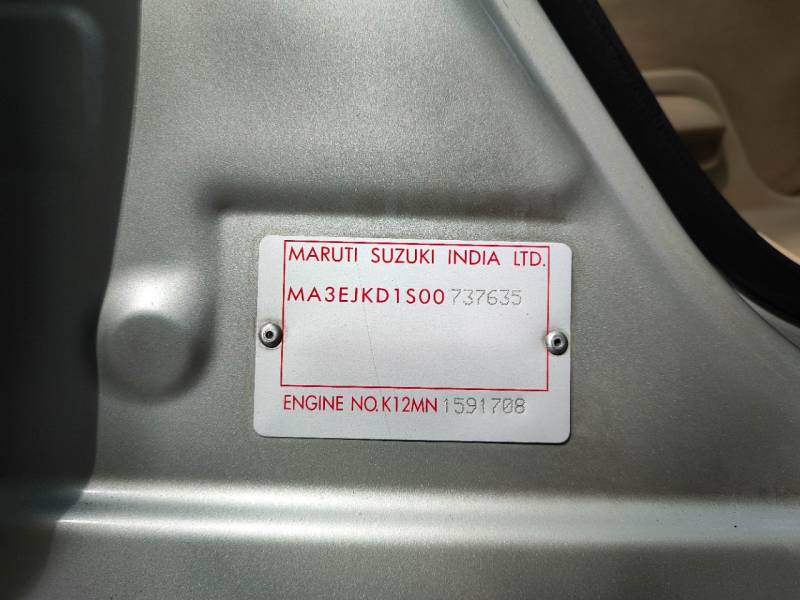 MARUTI SUZUKI INDIA LTD.
MA3EJKD1S00737635
ENGINE NO.K12MN1591708